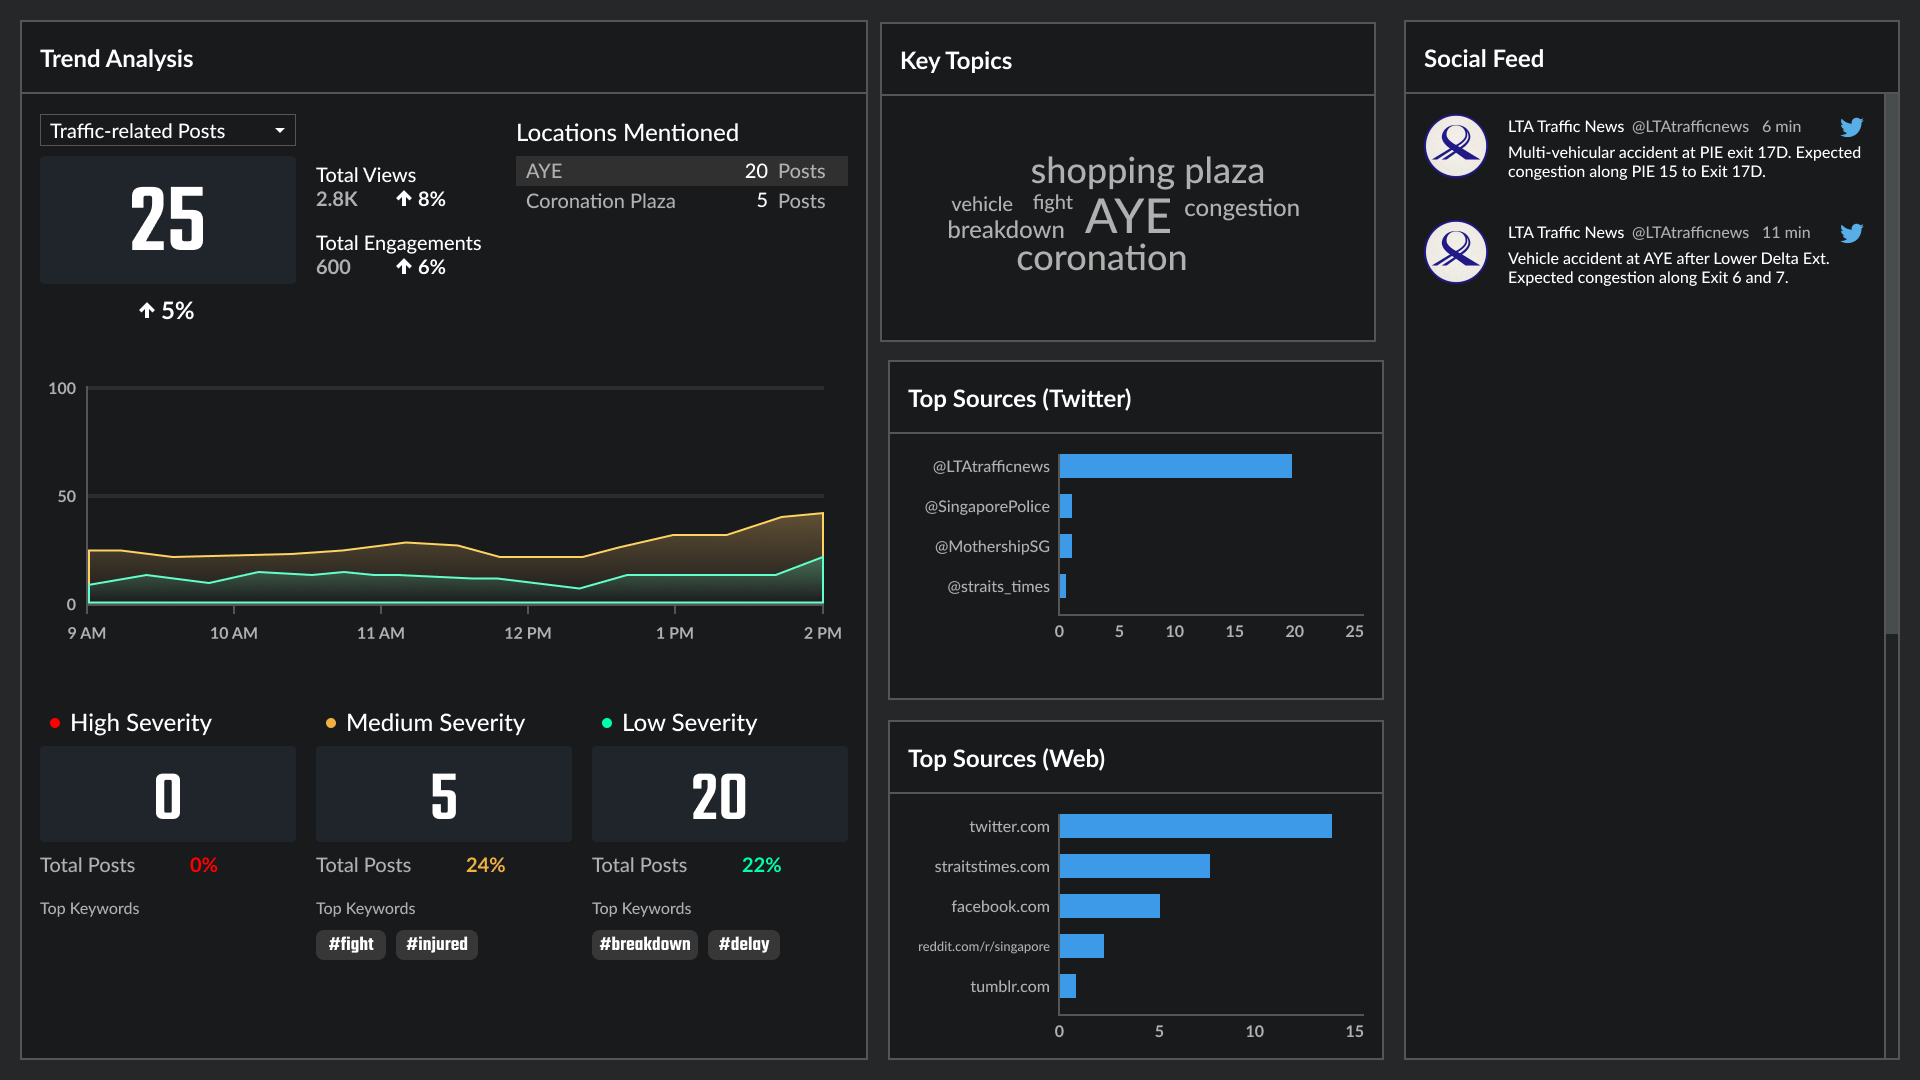 Trend Analysis
Traffic-related Posts
25
5%
Total Views
2.8K 8%
Total Engagements
600 6%
Locations Mentioned
AYE 20 Posts
Coronation Plaza 5 Posts
100
50
0
9 AM 10 AM 11 AM 12 PM 1 PM 2 PM
High Severity
0
Total Posts 0%
Top Keywords
Medium Severity
5
Total Posts 24%
Top Keywords
#fight #injured
Low Severity
20
Total Posts 22%
Top Keywords
#breakdown #delay
Key Topics
shopping plaza
vehicle fight AYE congestion
breakdown
coronation
Top Sources (Twitter)
@LTAtrafficnews
@SingaporePolice
@MothershipSG
@straits_times
0 5 10 15 20 25
Top Sources (Web)
twitter.com
straitstimes.com
facebook.com
reddit.com/r/singapore
tumblr.com
0 5 10 15
Social Feed
LTA Traffic News @LTAtrafficnews 6 min
Multi-vehicular accident at PIE exit 17D. Expected
congestion along PIE 15 to Exit 17D.
LTA Traffic News @LTAtrafficnews 11 min
Vehicle accident at AYE after Lower Delta Ext.
Expected congestion along Exit 6 and 7.